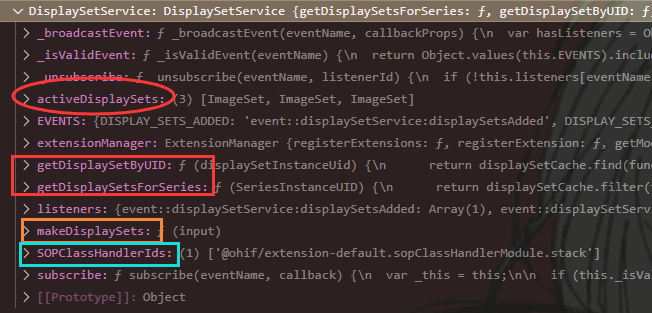 DisplaySetService: DisplaySetService {getDisplaySetsForSeries: ƒ, getDisplaySetByUID: ƒ,
_broadcastEvent: ƒ _broadcastEvent(eventName, callbackProps) {\n  var hasListeners = O
_isValidEvent: ƒ _isValidEvent(eventName) {\n  return Object.values(this.EVENTS).inclu
_unsubscribe: ƒ _unsubscribe(eventName, listenerId) {\n  if (!this.listeners[eventName
activeDisplaySets: (3) [ImageSet, ImageSet, ImageSet]
EVENTS: {DISPLAY_SETS_ADDED: 'event::displaySetService:displaySetsAdded', DISPLAY_SETS_
extensionManager: ExtensionManager {registerExtensions: ƒ, registerExtension: ƒ, getMo
getDisplaySetByUID: ƒ (displaySetInstanceUid) {\n      return displaySetCache.find(fun
getDisplaySetsForSeries: ƒ (SeriesInstanceUID) {\n      return displaySetCache.filter(
listeners: {event::displaySetService:displaySetsAdded: Array(1), event::displaySetServi
makeDisplaySets: ƒ (input)
SOPClassHandlerIds: (1) ['@ohif/extension-default.sopClassHandlerModule.stack']
subscribe: ƒ subscribe(eventName, callback) {\n  var _this = this;\n\n  if (this._isVa
[[Prototype]]: Object